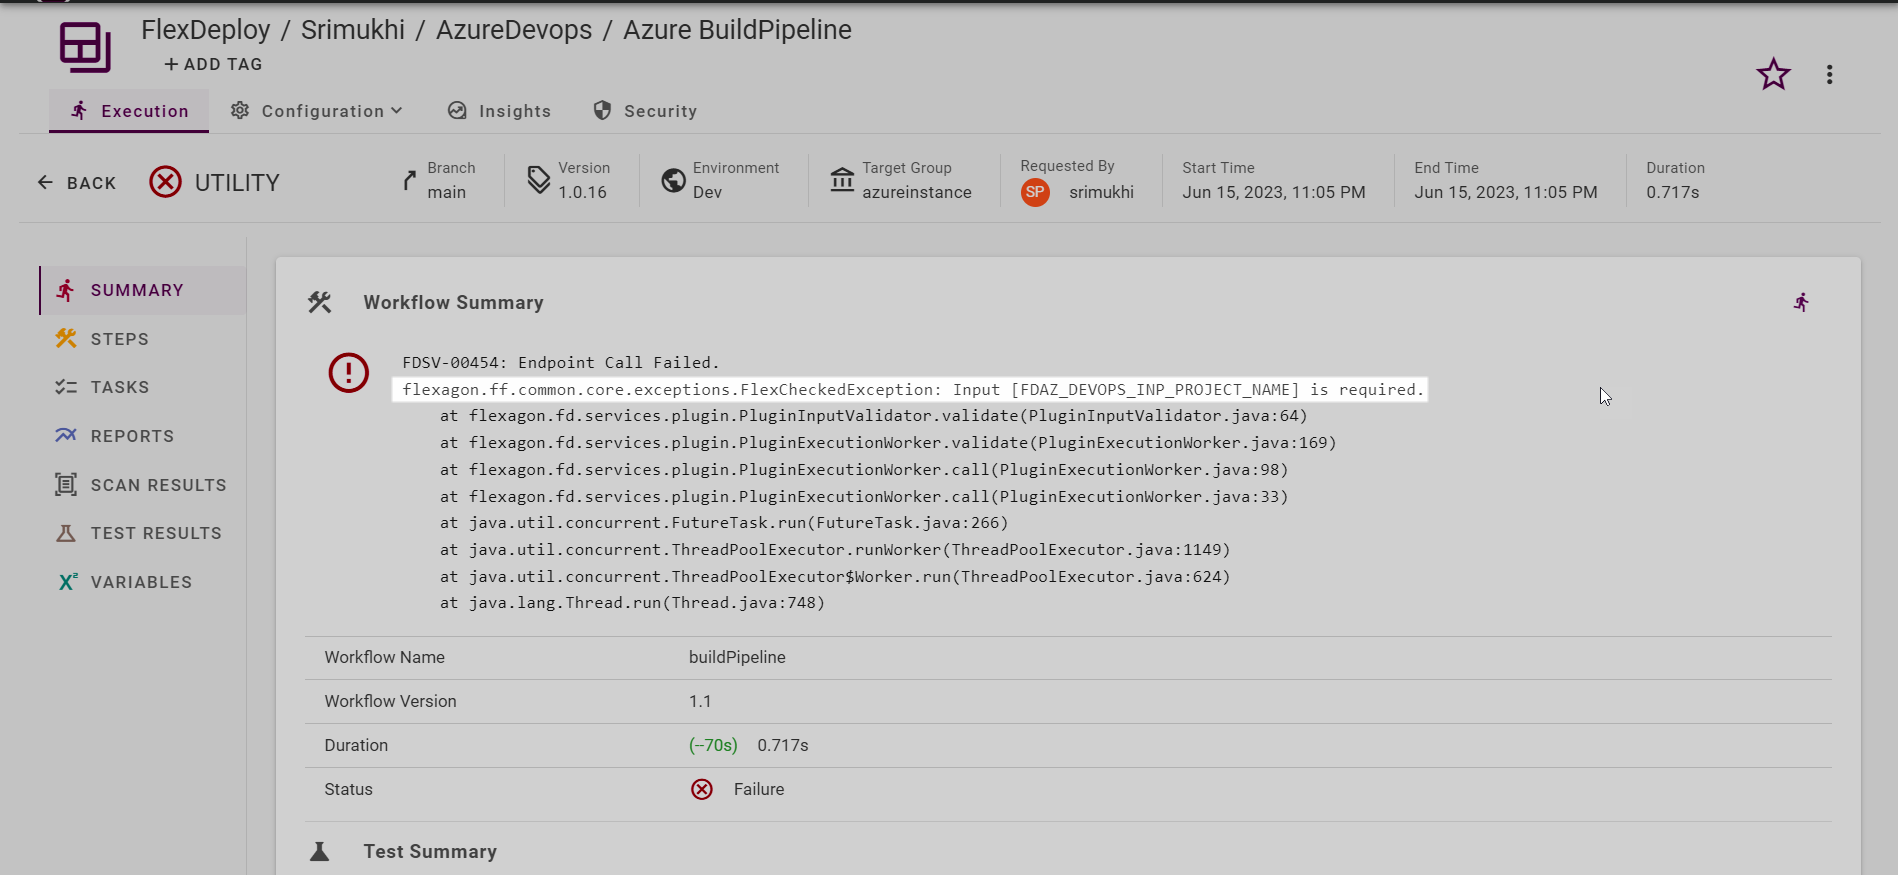 FlexDeploy / Srimukhi / AzureDevops / Azure BuildPipeline
+ ADD TAG
Execution Configuration Insights Security
BACK UTILITY
Branch main
Version 1.0.16
Environment Dev
Target Group azureinstance
Requested By SP srimukhi
Start Time Jun 15, 2023, 11:05 PM
End Time Jun 15, 2023, 11:05 PM
Duration 0.717s
SUMMARY
STEPS
TASKS
REPORTS
SCAN RESULTS
TEST RESULTS
X² VARIABLES
Workflow Summary
FDSV-00454: Endpoint Call Failed.
flexagon.ff.common.core.exceptions.FlexCheckedException: Input [FDAZ_DEVOPS_INP_PROJECT_NAME] is required.
at flexagon.fd.services.plugin.PluginInputValidator.validate(PluginInputValidator.java:64)
at flexagon.fd.services.plugin.PluginExecutionWorker.validate(PluginExecutionWorker.java:169)
at flexagon.fd.services.plugin.PluginExecutionWorker.call(PluginExecutionWorker.java:98)
at flexagon.fd.services.plugin.PluginExecutionWorker.call(PluginExecutionWorker.java:33)
at java.util.concurrent.FutureTask.run(FutureTask.java:266)
at java.util.concurrent.ThreadPoolExecutor.runWorker(ThreadPoolExecutor.java:1149)
at java.util.concurrent.ThreadPoolExecutor$Worker.run(ThreadPoolExecutor.java:624)
at java.lang.Thread.run(Thread.java:748)
Workflow Name buildPipeline
Workflow Version 1.1
Duration (--70s) 0.717s
Status Failure
Test Summary